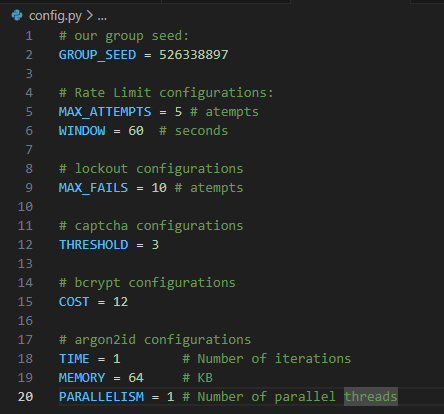 config.py > ...
1 # our group seed:
2 GROUP_SEED = 526338897
3
4 # Rate Limit configurations:
5 MAX_ATTEMPTS = 5 # atempts
6 WINDOW = 60  # seconds
7
8 # lockout configurations
9 MAX_FAILS = 10 # atempts
10
11 # captcha configurations
12 THRESHOLD = 3
13
14 # bcrypt configurations
15 COST = 12
16
17 # argon2id configurations
18 TIME = 1        # Number of iterations
19 MEMORY = 64     # KB
20 PARALLELISM = 1 # Number of parallel threads